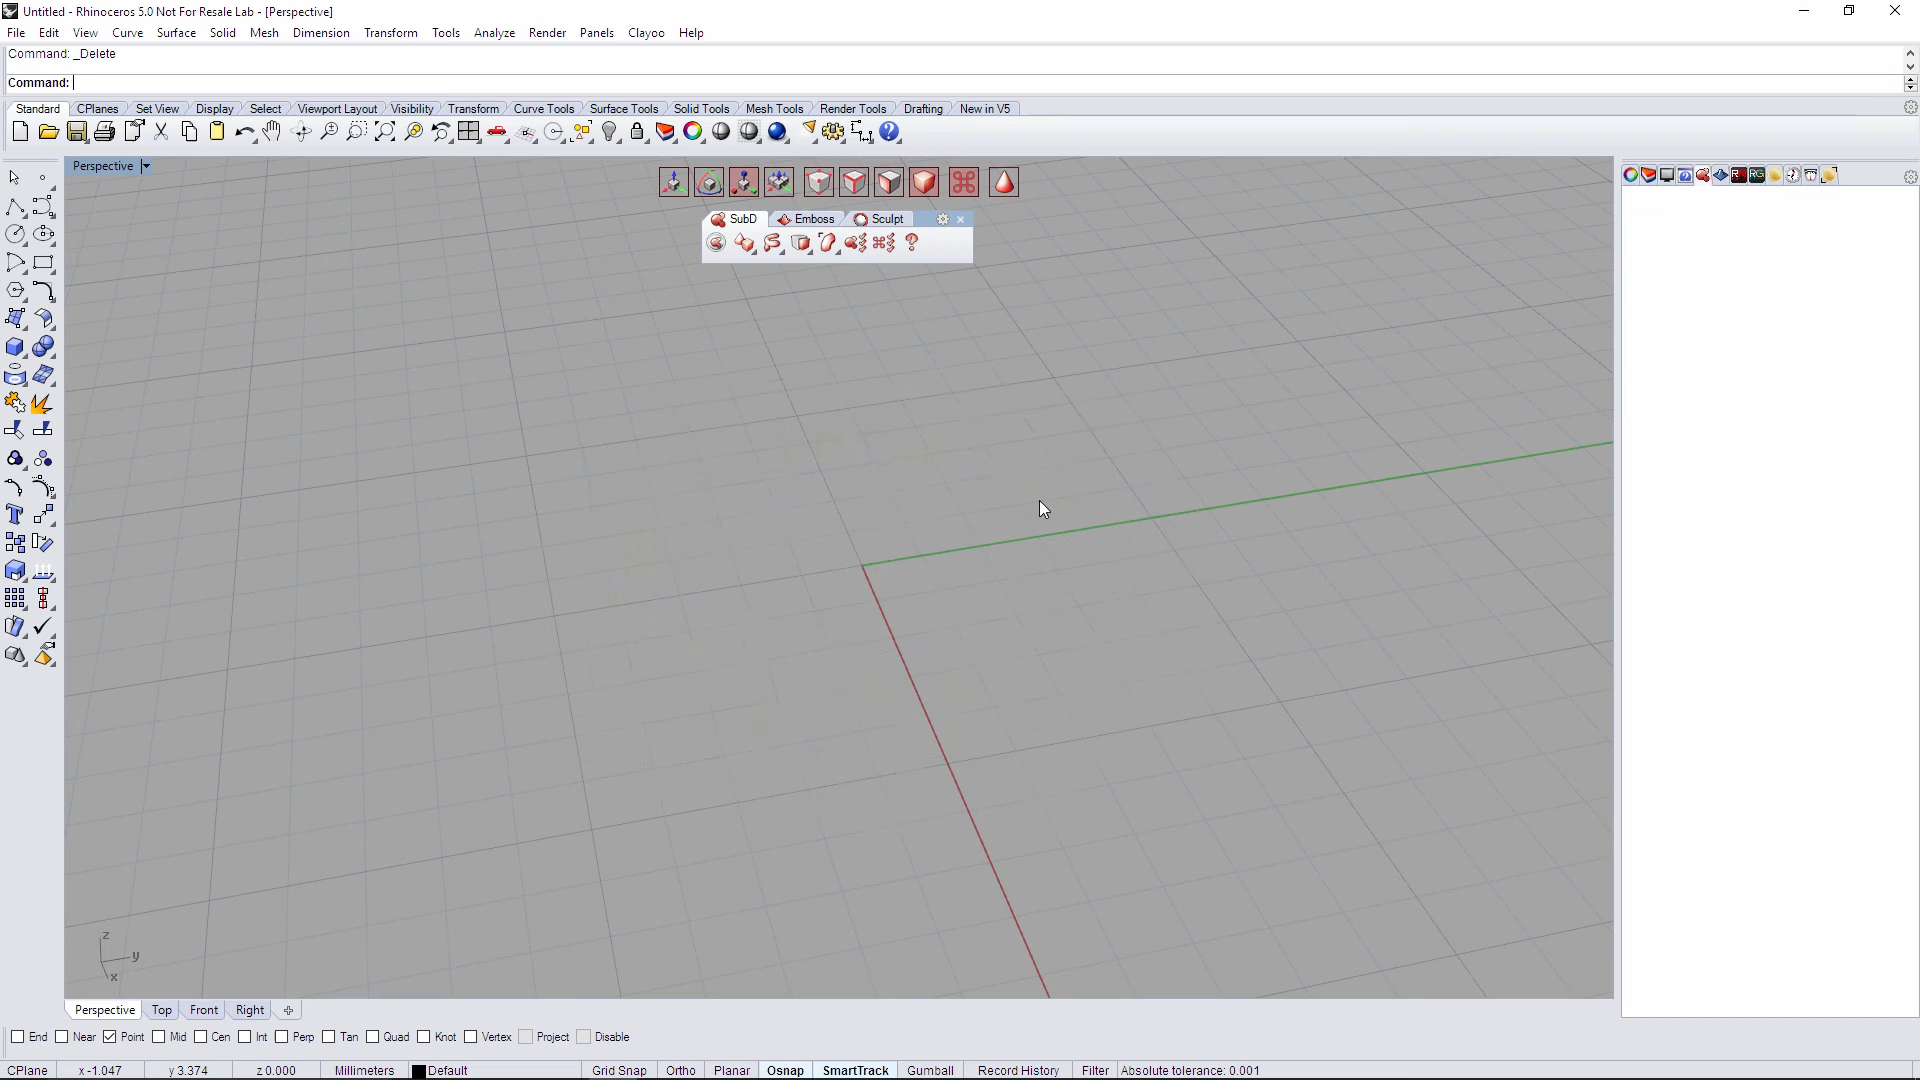 Untitled - Rhinoceros 5.0 Not For Resale Lab - [Perspective]
File Edit View Curve Surface Solid Mesh Dimension Transform Tools Analyze Render Panels Clayoo Help
Command: _Delete
Command:
Standard CPlanes Set View Display Select Viewport Layout Visibility Transform Curve Tools Surface Tools Solid Tools Mesh Tools Render Tools Drafting New in V5
Perspective
SubD Emboss Sculpt
z
y
x
Perspective Top Front Right
End Near Point Mid Cen Int Perp Tan Quad Knot Vertex Project Disable
CPlane x -1.047 y 3.374 z 0.000 Millimeters Default Grid Snap Ortho Planar Osnap SmartTrack Gumball Record History Filter Absolute tolerance: 0.001